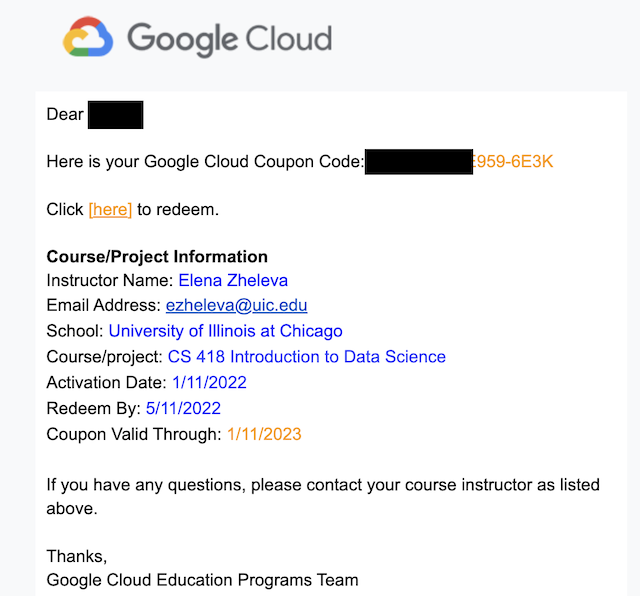 Google Cloud
Dear
Here is your Google Cloud Coupon Code: 959-6E3K
Click [here] to redeem.
Course/Project Information
Instructor Name: Elena Zheleva
Email Address: ezheleva@uic.edu
School: University of Illinois at Chicago
Course/project: CS 418 Introduction to Data Science
Activation Date: 1/11/2022
Redeem By: 5/11/2022
Coupon Valid Through: 1/11/2023
If you have any questions, please contact your course instructor as listed
above.
Thanks,
Google Cloud Education Programs Team